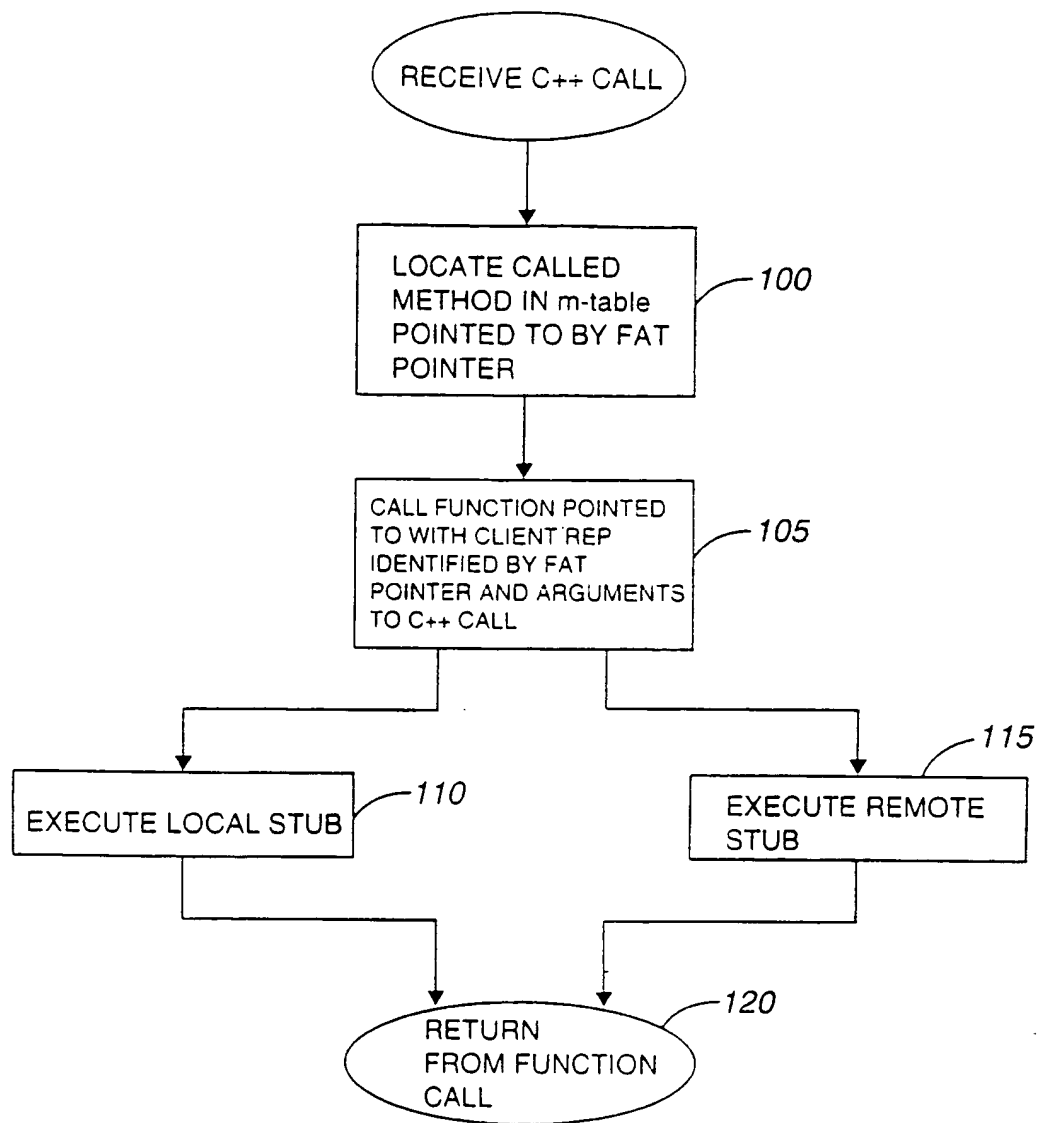 RECEIVE C++ CALL
LOCATE CALLED
METHOD IN m-table
POINTED TO BY FAT
POINTER
100
CALL FUNCTION POINTED
TO WITH CLIENT REP
IDENTIFIED BY FAT
POINTER AND ARGUMENTS
TO C++ CALL
105
EXECUTE LOCAL STUB
110
EXECUTE REMOTE
STUB
115
RETURN
FROM FUNCTION
CALL
120